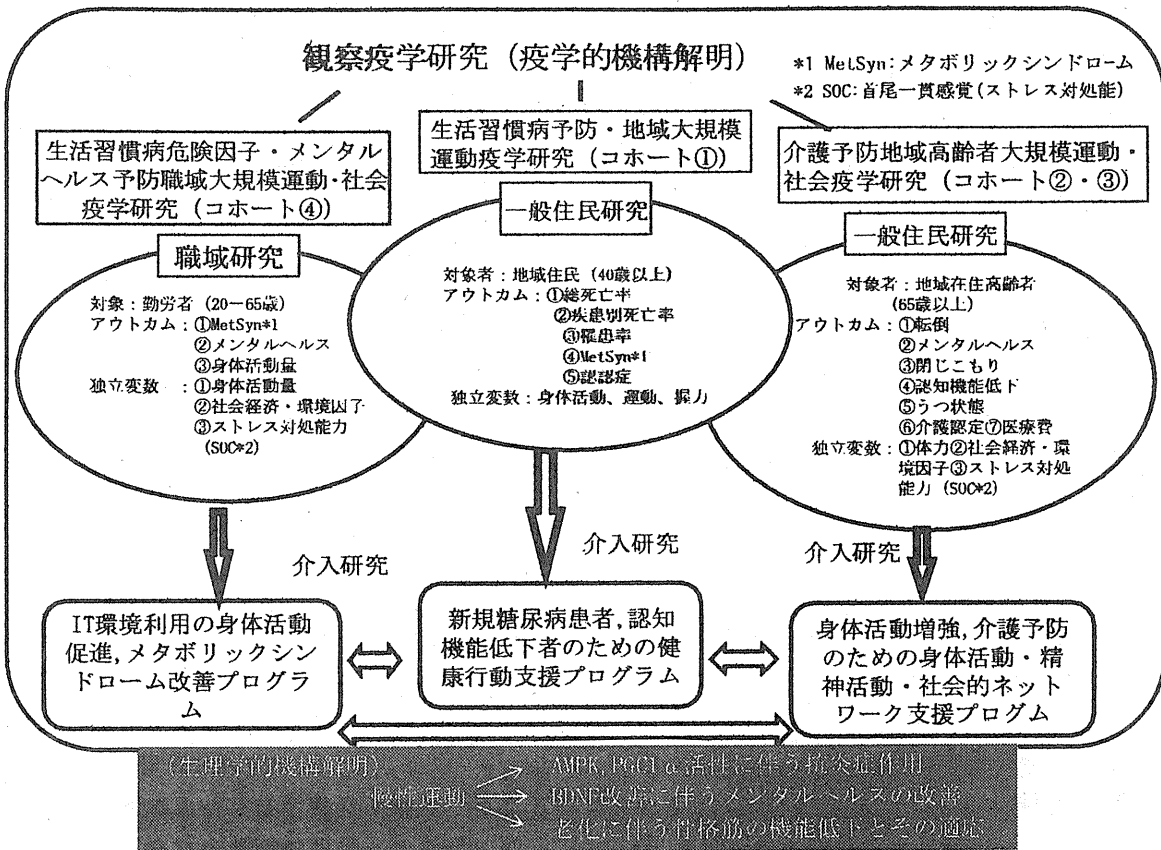 観察疫学研究（疫学的機構解明）
*1 MetSyn:メタボリックシンドローム
*2 SOC:首尾一貫感覚(ストレス対処能)
生活習慣病危険因子・メンタル
ヘルス予防職域大規模運動・社会
疫学研究（コホート④）
生活習慣病予防・地域大規模
運動疫学研究（コホート①）
介護予防地域高齢者大規模運動・
社会疫学研究（コホート②・③）
職域研究
対象：勤労者（20－65歳）
アウトカム：①MetSyn*1
②メンタルヘルス
③身体活動量
独立変数：①身体活動量
②社会経済・環境因子
③ストレス対処能力
(SOC*2)
一般住民研究
対象者：地域住民（40歳以上）
アウトカム：①総死亡率
②疾患別死亡率
③罹患率
④MetSyn*1
⑤認認症
独立変数：身体活動、運動、握力
一般住民研究
対象者：地域在住高齢者
(65歳以上)
アウトカム：①転倒
②メンタルヘルス
③閉じこもり
④認知機能低下
⑤うつ状態
⑥介護認定⑦医療費
独立変数：①体力②社会経済・環
境因子③ストレス対処
能力（SOC*2）
介入研究
介入研究
介入研究
IT環境利用の身体活動
促進,メタボリックシン
ドローム改善プログラ
ム
新規糖尿病患者,認知
機能低下者のための健
康行動支援プログラム
身体活動増強,介護予防
のための身体活動・精
神活動・社会的ネット
ワーク支援プログム
(生理学的機構解明)
慢性運動
AMPK,PGC1α活性に伴う抗炎症作用
BDNF改善に伴うメンタルヘルスの改善
老化に伴う骨格筋の機能低下とその適応